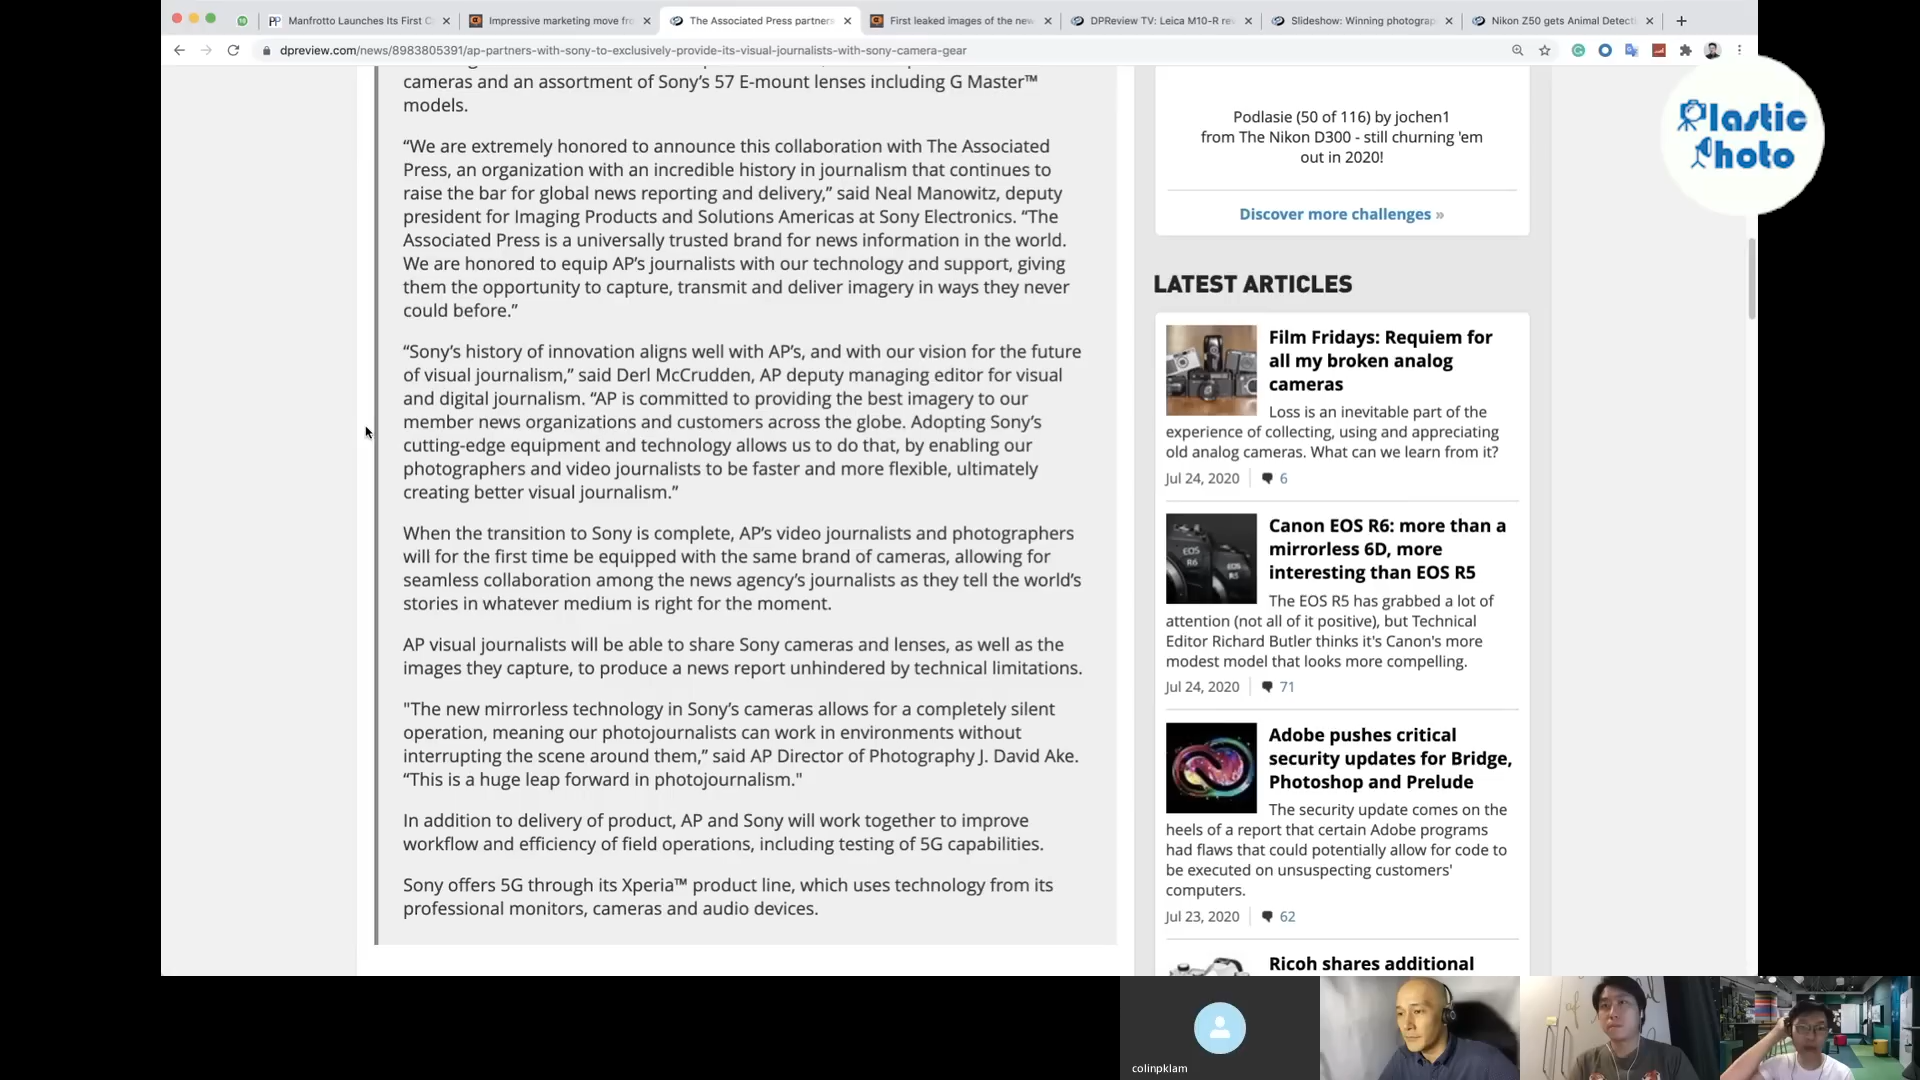 Manfrotto Launches Its First C
Impressive marketing move fro
The Associated Press partners
First leaked images of the new
DPReview TV: Leica M10-R rev
Slideshow: Winning photograp
Nikon Z50 gets Animal Detecti
dpreview.com/news/8983805391/ap-partners-with-sony-to-exclusively-provide-its-visual-journalists-with-sony-camera-gear
cameras and an assortment of Sony's 57 E-mount lenses including G Master™
models.
“We are extremely honored to announce this collaboration with The Associated
Press, an organization with an incredible history in journalism that continues to
raise the bar for global news reporting and delivery,” said Neal Manowitz, deputy
president for Imaging Products and Solutions Americas at Sony Electronics. “The
Associated Press is a universally trusted brand for news information in the world.
We are honored to equip AP’s journalists with our technology and support, giving
them the opportunity to capture, transmit and deliver imagery in ways they never
could before.”
“Sony’s history of innovation aligns well with AP’s, and with our vision for the future
of visual journalism,” said Derl McCrudden, AP deputy managing editor for visual
and digital journalism. “AP is committed to providing the best imagery to our
member news organizations and customers across the globe. Adopting Sony’s
cutting-edge equipment and technology allows us to do that, by enabling our
photographers and video journalists to be faster and more flexible, ultimately
creating better visual journalism.”
When the transition to Sony is complete, AP’s video journalists and photographers
will for the first time be equipped with the same brand of cameras, allowing for
seamless collaboration among the news agency’s journalists as they tell the world’s
stories in whatever medium is right for the moment.
AP visual journalists will be able to share Sony cameras and lenses, as well as the
images they capture, to produce a news report unhindered by technical limitations.
"The new mirrorless technology in Sony’s cameras allows for a completely silent
operation, meaning our photojournalists can work in environments without
interrupting the scene around them,” said AP Director of Photography J. David Ake.
“This is a huge leap forward in photojournalism."
In addition to delivery of product, AP and Sony will work together to improve
workflow and efficiency of field operations, including testing of 5G capabilities.
Sony offers 5G through its Xperia™ product line, which uses technology from its
professional monitors, cameras and audio devices.
Podlasie (50 of 116) by jochen1
from The Nikon D300 - still churning 'em
out in 2020!
Discover more challenges »
LATEST ARTICLES
Film Fridays: Requiem for
all my broken analog
cameras
Loss is an inevitable part of the
experience of collecting, using and appreciating
old analog cameras. What can we learn from it?
Jul 24, 2020 6
Canon EOS R6: more than a
mirrorless 6D, more
interesting than EOS R5
The EOS R5 has grabbed a lot of
attention (not all of it positive), but Technical
Editor Richard Butler thinks it's Canon's more
modest model that looks more compelling.
Jul 24, 2020 71
Adobe pushes critical
security updates for Bridge,
Photoshop and Prelude
The security update comes on the
heels of a report that certain Adobe programs
had flaws that could potentially allow for code to
be executed on unsuspecting customers'
computers.
Jul 23, 2020 62
Ricoh shares additional
Plastic
Photo
colinpklam